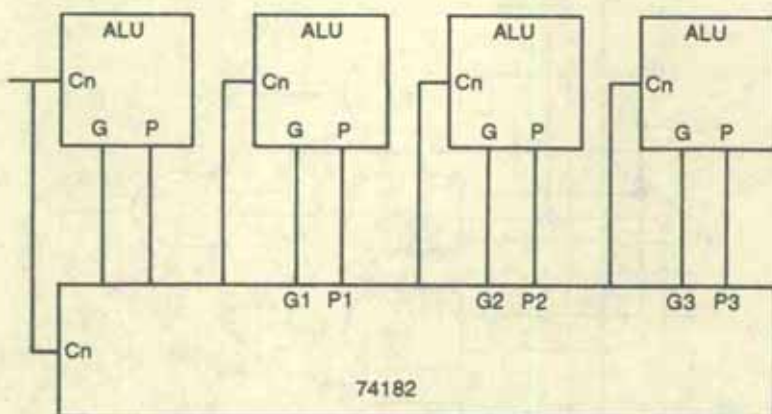 ALU ALU ALU ALU
Cn Cn Cn Cn
G P G P G P G P
G1 P1 G2 P2 G3 P3
Cn
74182